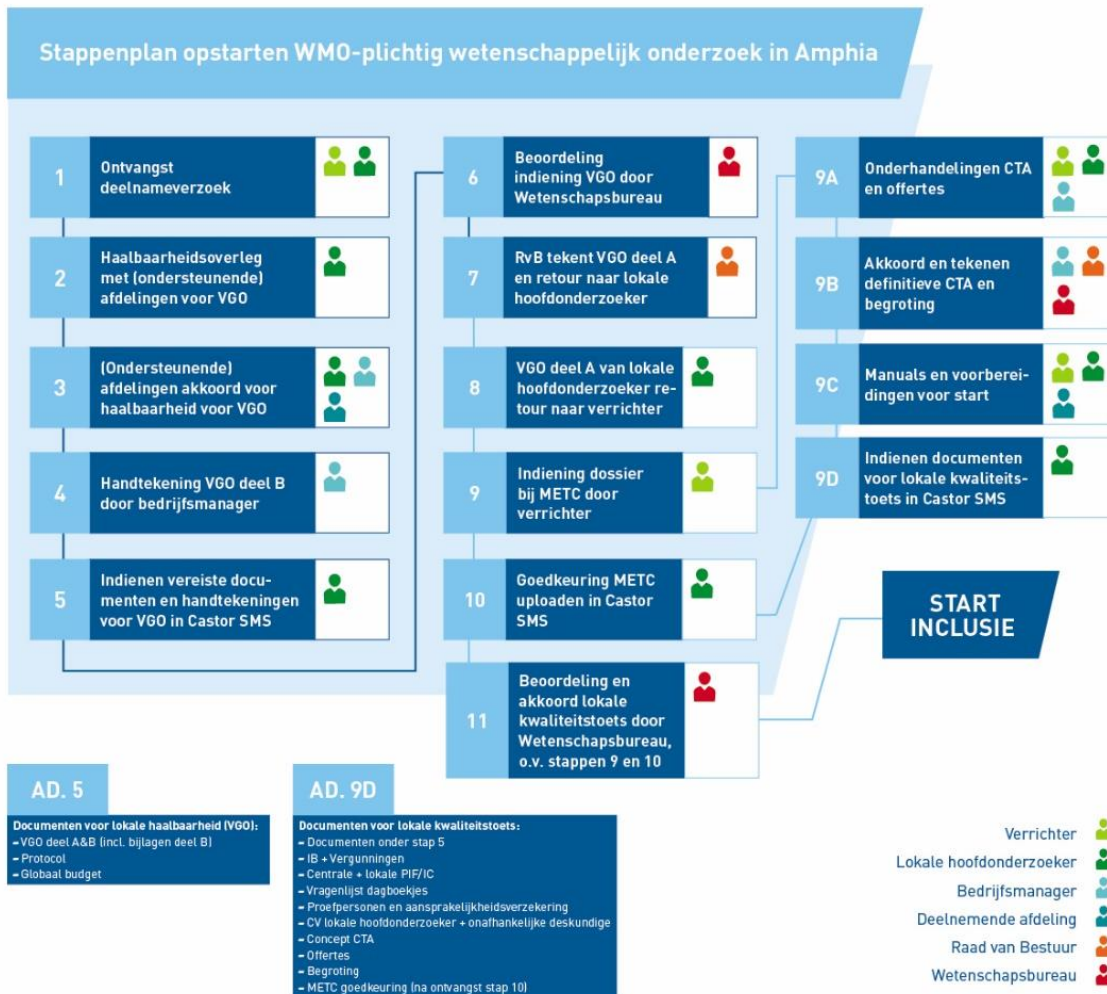 Stappenplan opstarten WMO-plichtig wetenschappelijk onderzoek in Amphia
1
Ontvangst
deelnameverzoek
2
Haalbaarheidsoverleg
met (ondersteunende)
afdelingen voor VGO
3
(Ondersteunende)
afdelingen akkoord voor
haalbaarheid voor VGO
4
Handtekening VGO deel B
door bedrijfsmanager
5
Indienen vereiste docu-
menten en handtekeningen
voor VGO in Castor SMS
6
Beoordeling
indiening VGO door
Wetenschapsbureau
7
RvB tekent VGO deel A
en retour naar lokale
hoofdonderzoeker
8
VGO deel A van lokale
hoofdonderzoeker re-
tour naar verrichter
9
Indiening dossier
bij METC door
verrichter
10
Goedkeuring METC
uploaden in Castor
SMS
11
Beoordeling en
akkoord lokale
kwaliteitstoets door
Wetenschapsbureau,
o.v. stappen 9 en 10
9A
Onderhandelingen CTA
en offertes
9B
Akkoord en tekenen
definitieve CTA en
begroting
9C
Manuals en voorberei-
dingen voor start
9D
Indienen documenten
voor lokale kwaliteits-
toets in Castor SMS
START
INCLUSIE
AD. 5
Documenten voor lokale haalbaarheid (VGO):
– VGO deel A&B (incl. bijlagen deel B)
– Protocol
– Globaal budget
AD. 9D
Documenten voor lokale kwaliteitstoets:
– Documenten onder stap 5
– IB + Vergunningen
– Centrale + lokale PIF/IC
– Vragenlijst dagboekjes
– Proefpersonen en aansprakelijkheidsverzekering
– CV lokale hoofdonderzoeker + onafhankelijke deskundige
– Concept CTA
– Offertes
– Begroting
– METC goedkeuring (na ontvangst stap 10)
Verrichter
Lokale hoofdonderzoeker
Bedrijfsmanager
Deelnemende afdeling
Raad van Bestuur
Wetenschapsbureau